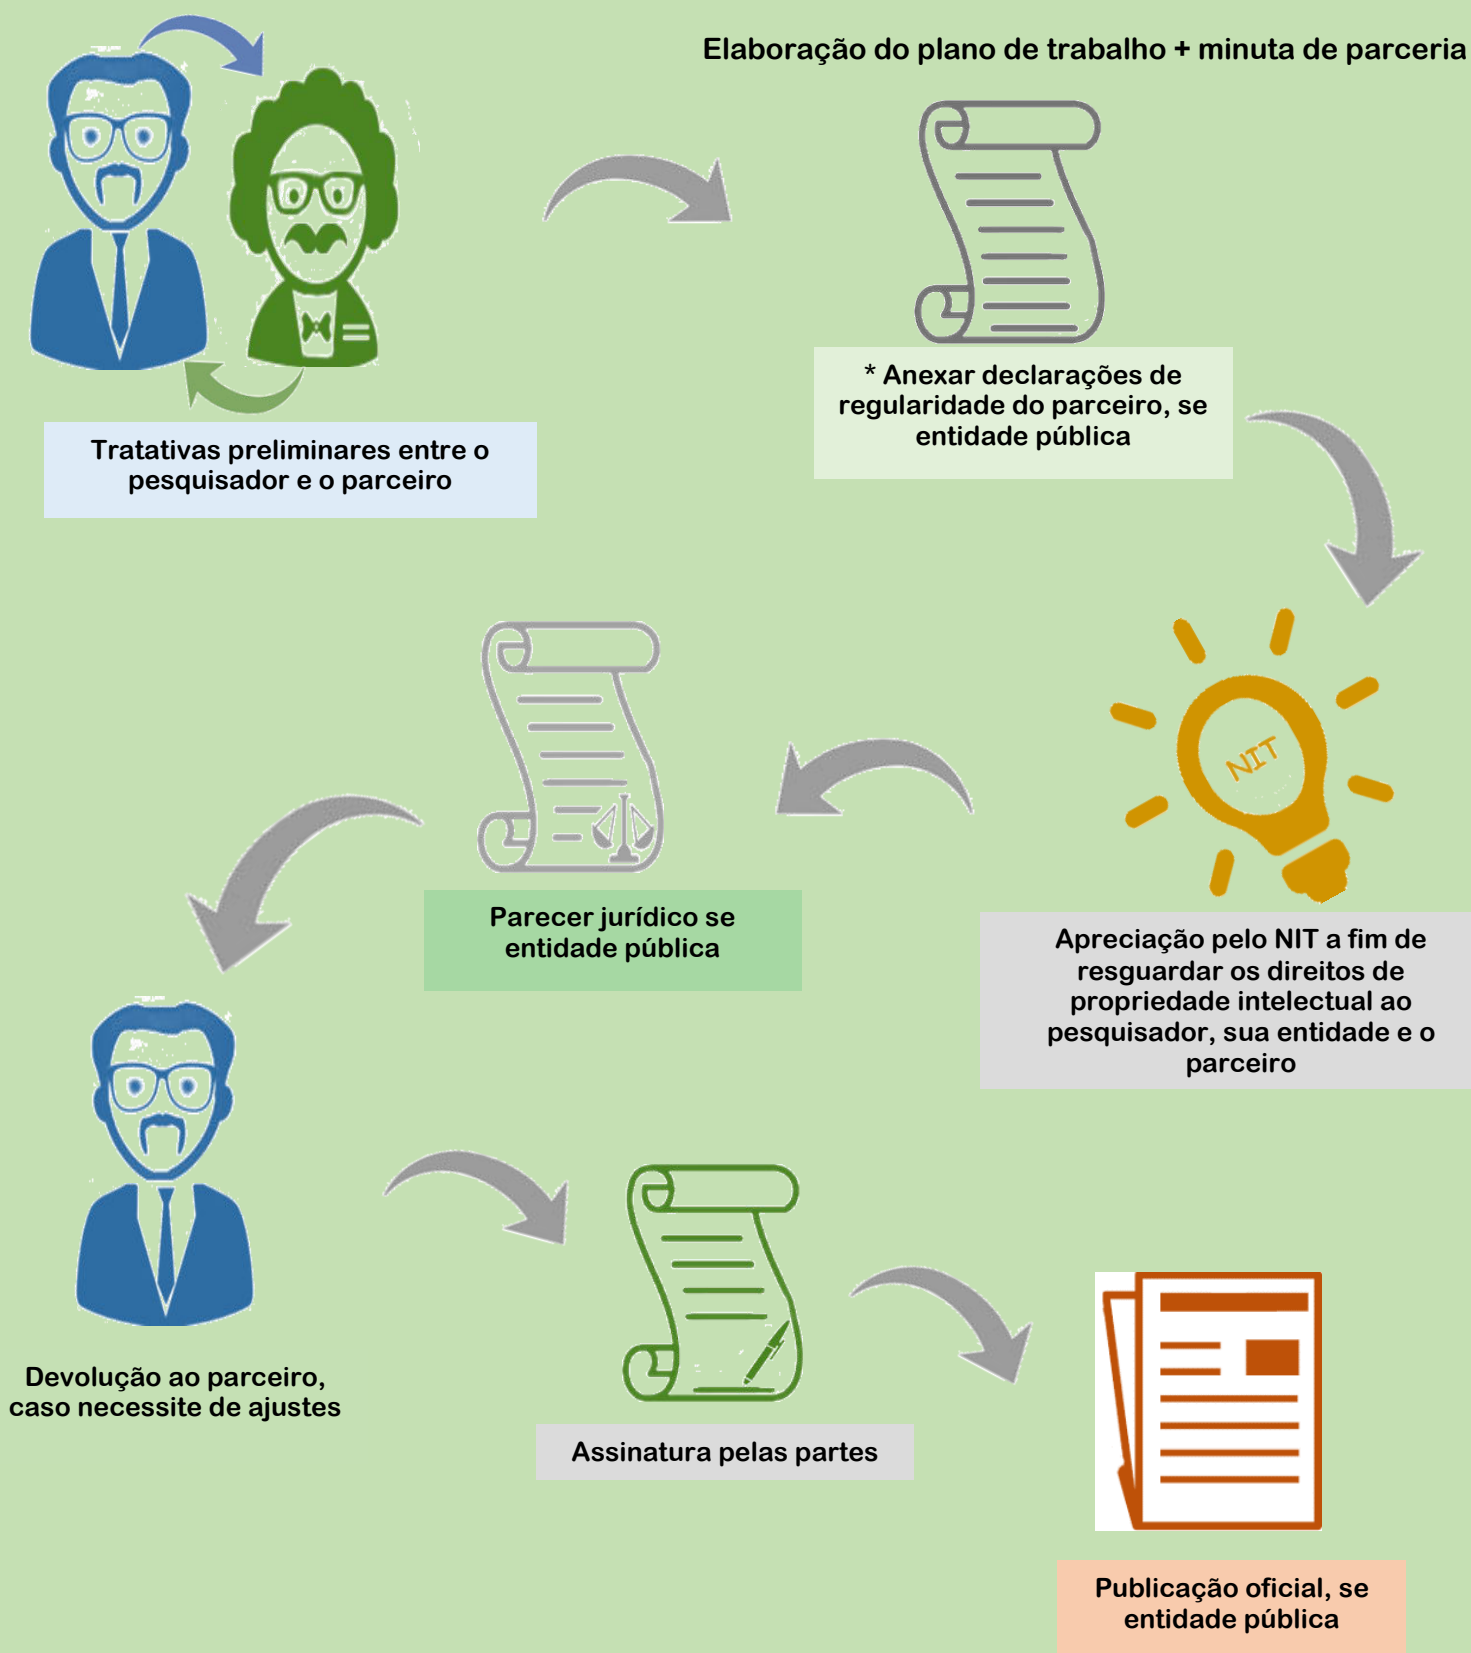 Elaboração do plano de trabalho + minuta de parceria
* Anexar declarações de
regularidade do parceiro, se
entidade pública
Tratativas preliminares entre o
pesquisador e o parceiro
NIT
Apreciação pelo NIT a fim de
resguardar os direitos de
propriedade intelectual ao
pesquisador, sua entidade e o
parceiro
Parecer jurídico se
entidade pública
Devolução ao parceiro,
caso necessite de ajustes
Assinatura pelas partes
Publicação oficial, se
entidade pública